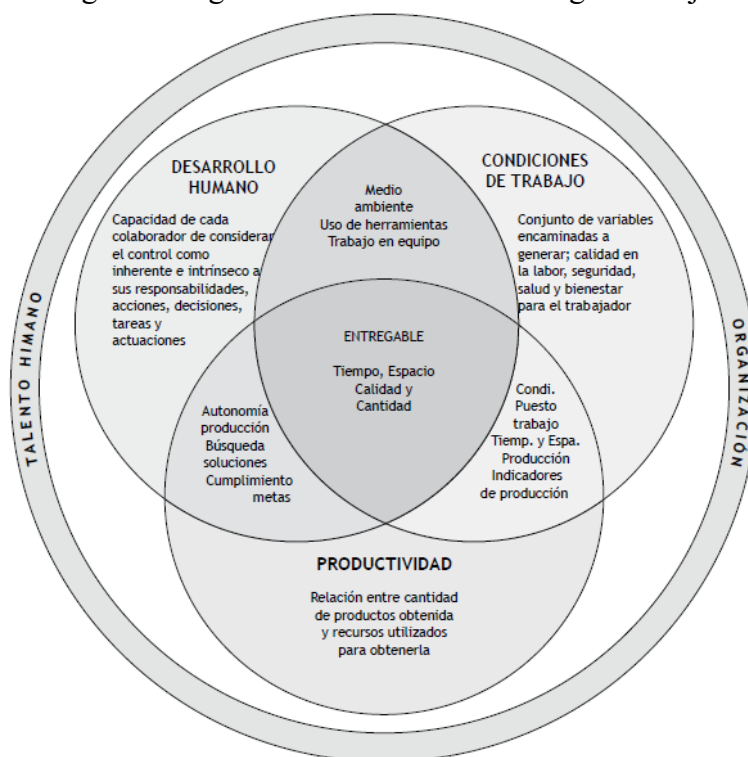 DESARROLLO
HUMANO
Capacidad de cada
colaborador de considerar
el control como
inherente e intrínseco a
sus responsabilidades,
acciones, decisiones,
tareas y
actuaciones
Medio
ambiente
Uso de herramientas
Trabajo en equipo
CONDICIONES
DE TRABAJO
Conjunto de variables
encaminadas a
generar; calidad en
la labor, seguridad,
salud y bienestar
para el trabajador
ENTREGABLE
Tiempo, Espacio
Calidad y
Cantidad
Autonomía
producción
Búsqueda
soluciones
Cumplimiento
metas
Condi.
Puesto
trabajo
Tiemp. y Espa.
Producción
Indicadores
de producción
PRODUCTIVIDAD
Relación entre cantidad
de productos obtenida
y recursos utilizados
para obtenerla
TALENTO HIMANO
ORGANIZACIÓN